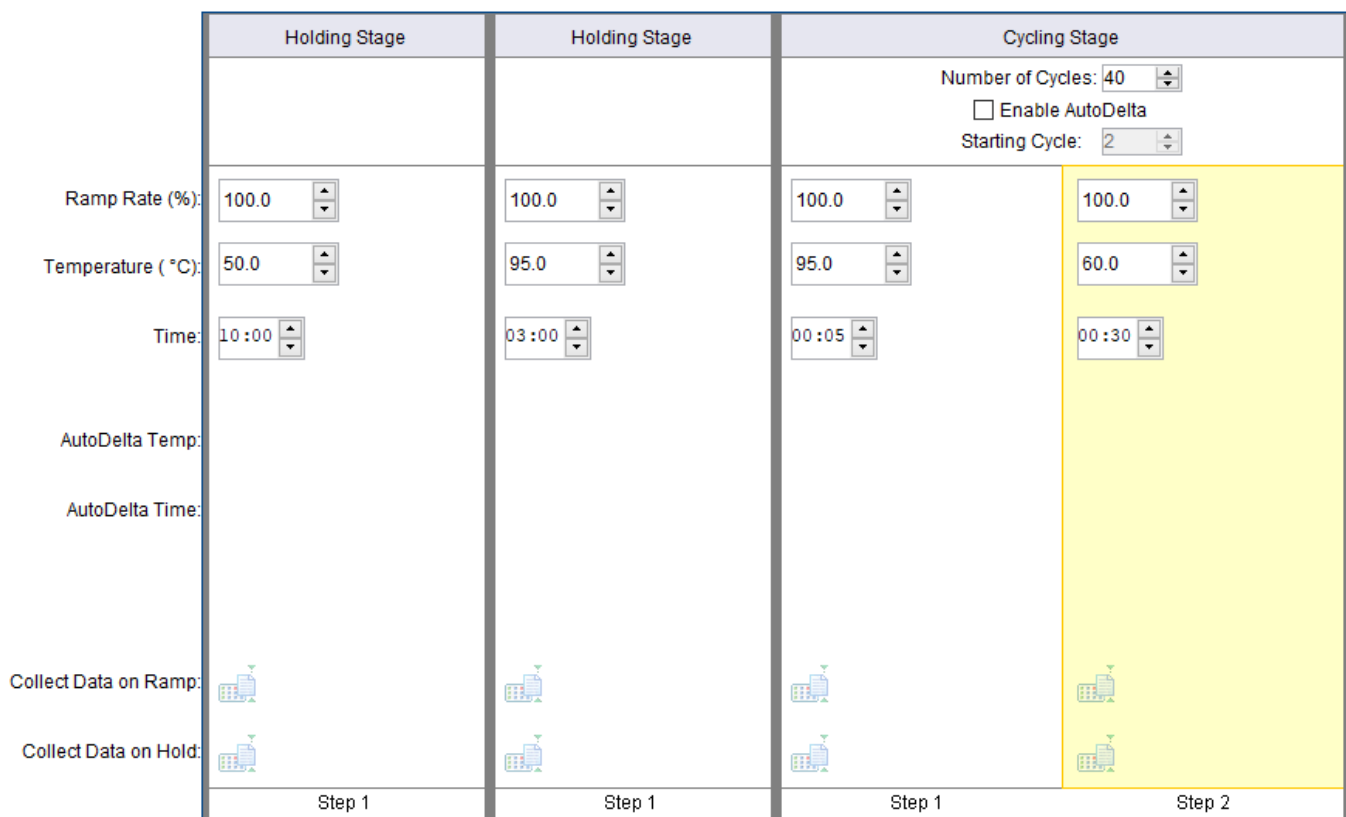 Holding Stage Holding Stage Cycling Stage
Number of Cycles: 40
Enable AutoDelta
Starting Cycle: 2
Ramp Rate (%): 100.0 100.0 100.0 100.0
Temperature ( °C): 50.0 95.0 95.0 60.0
Time: 10:00 03:00 00:05 00:30
AutoDelta Temp:
AutoDelta Time:
Collect Data on Ramp:
Collect Data on Hold:
Step 1 Step 1 Step 1 Step 2